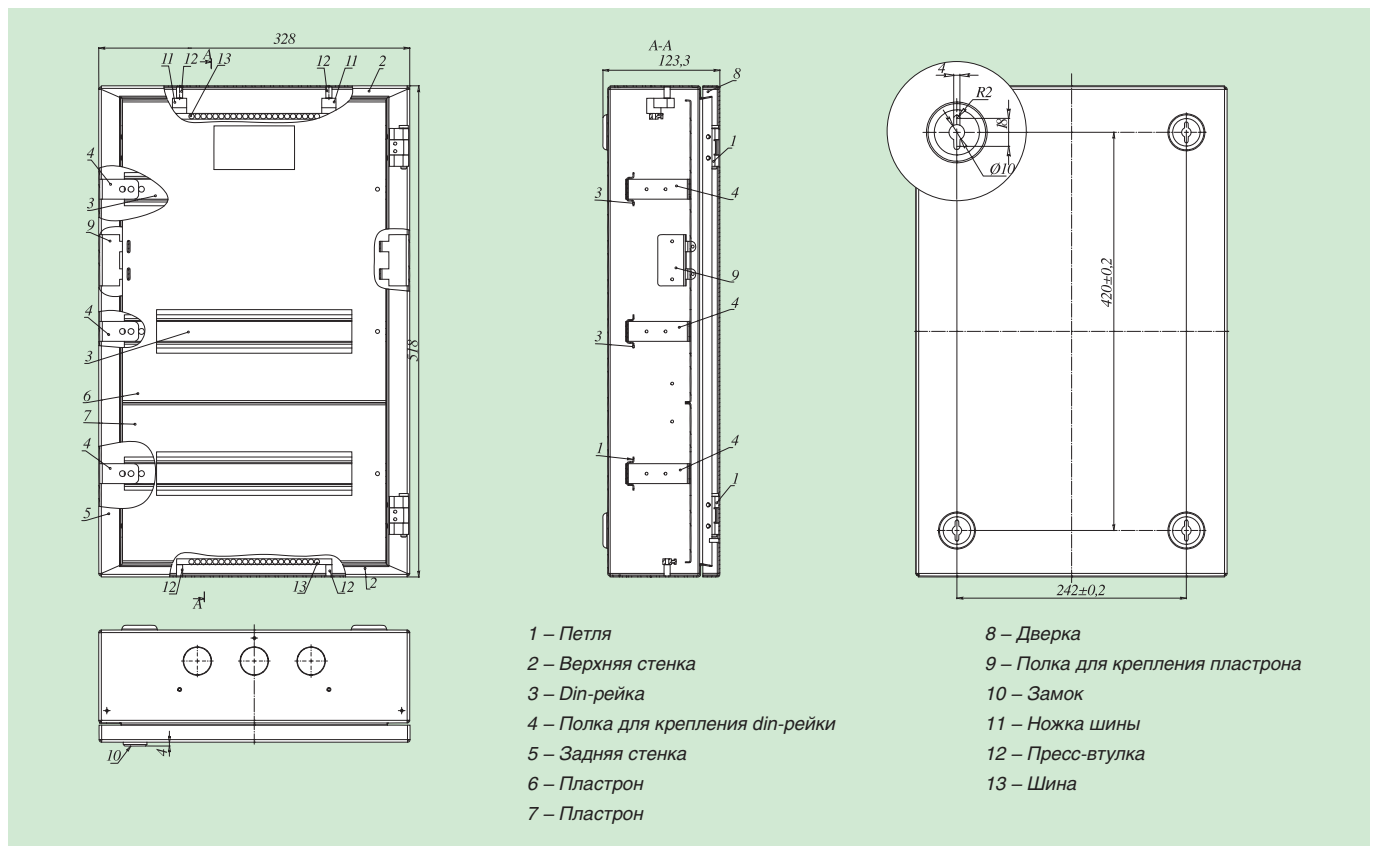 328
A
11
12
13
12
11
2
4
3
9
4
3
6
7
4
5
518
12
13
12
2
A
А-А
123,3
8
1
3
4
9
4
3
1
4
1
4
R2
18
Ø10
420±0,2
242±0,2
10
4
1 – Петля
2 – Верхняя стенка
3 – Din-рейка
4 – Полка для крепления din-рейки
5 – Задняя стенка
6 – Пластрон
7 – Пластрон
8 – Дверка
9 – Полка для крепления пластрона
10 – Замок
11 – Ножка шины
12 – Пресс-втулка
13 – Шина